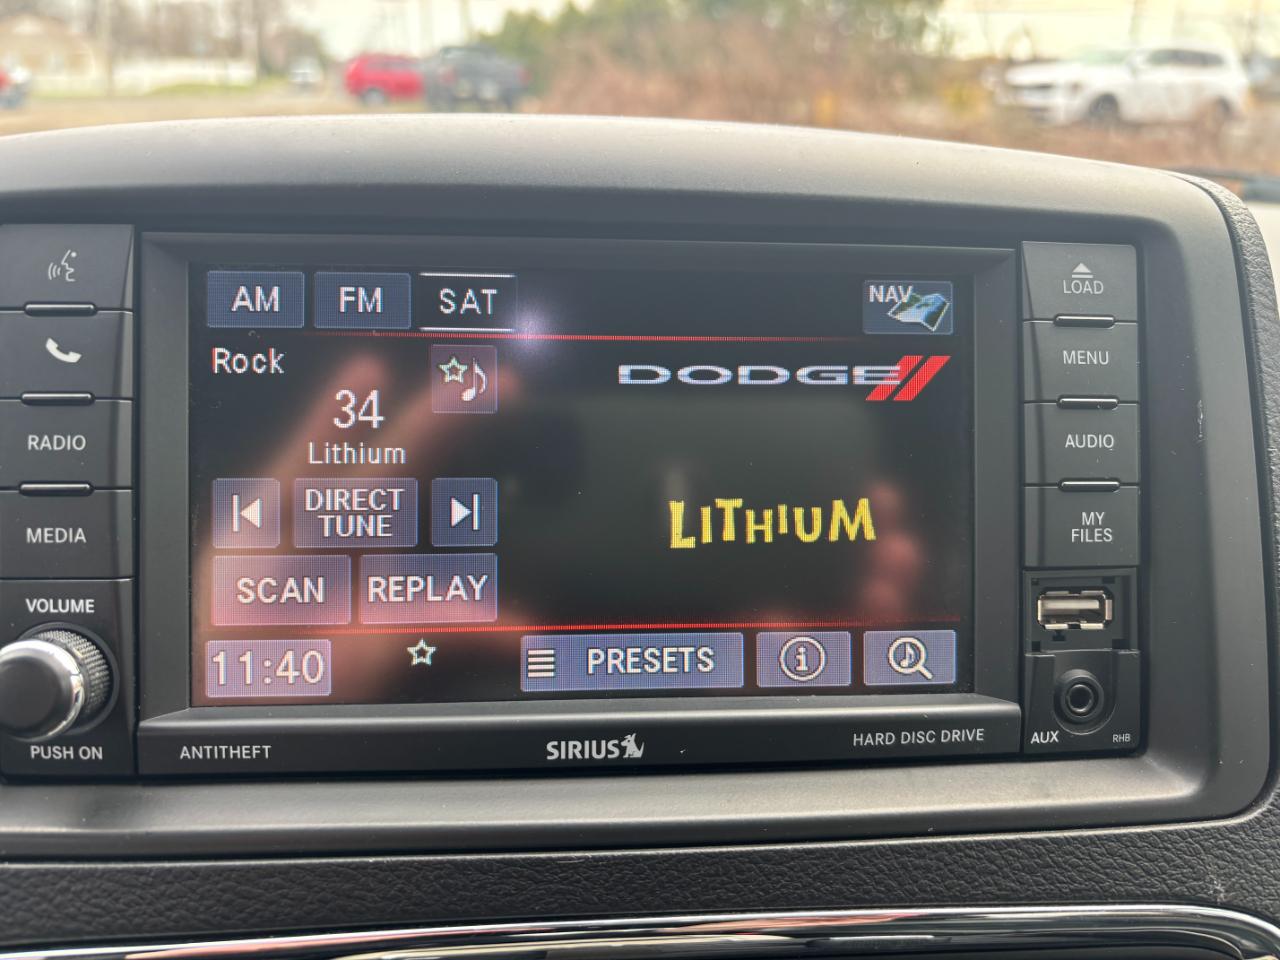 AM
FM
SAT
NAV
Rock
DODGE
34
Lithium
DIRECT
TUNE
LITHIUM
SCAN
REPLAY
11:40
PRESETS
RADIO
MEDIA
VOLUME
PUSH ON
ANTITHEFT
SIRIUS
HARD DISC DRIVE
LOAD
MENU
AUDIO
MY
FILES
AUX
RHB